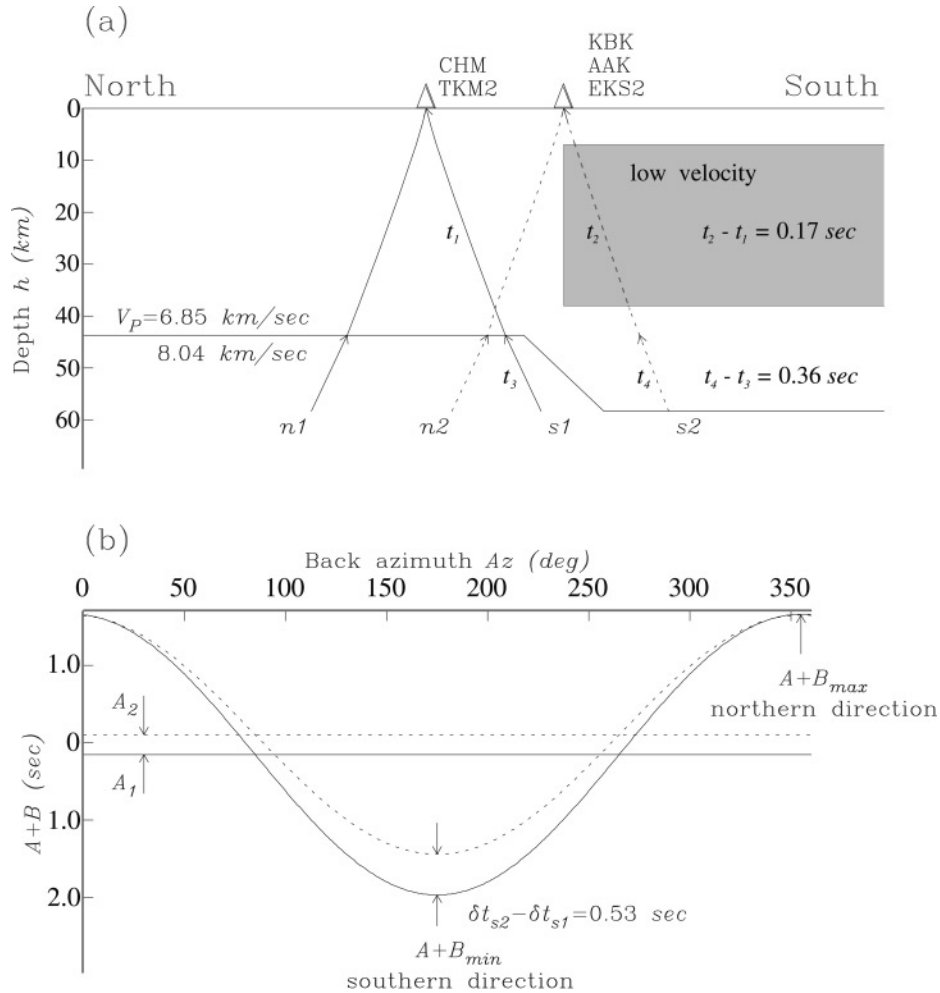 (a)
KBK
CHM AAK
North TKM2 EKS2 South
0
10
low velocity
20
t1 t2 t2 - t1 = 0.17 sec
30
40
VP=6.85 km/sec
8.04 km/sec
50
t3 t4 t4 - t3 = 0.36 sec
60
n1 n2 s1 s2
Depth h (km)
(b)
Back azimuth Az (deg)
0 50 100 150 200 250 300 350
1.0
A2
A+Bmax
northern direction
0
A1
1.0
2.0
δts2−δts1=0.53 sec
A+Bmin
southern direction
A+B (sec)